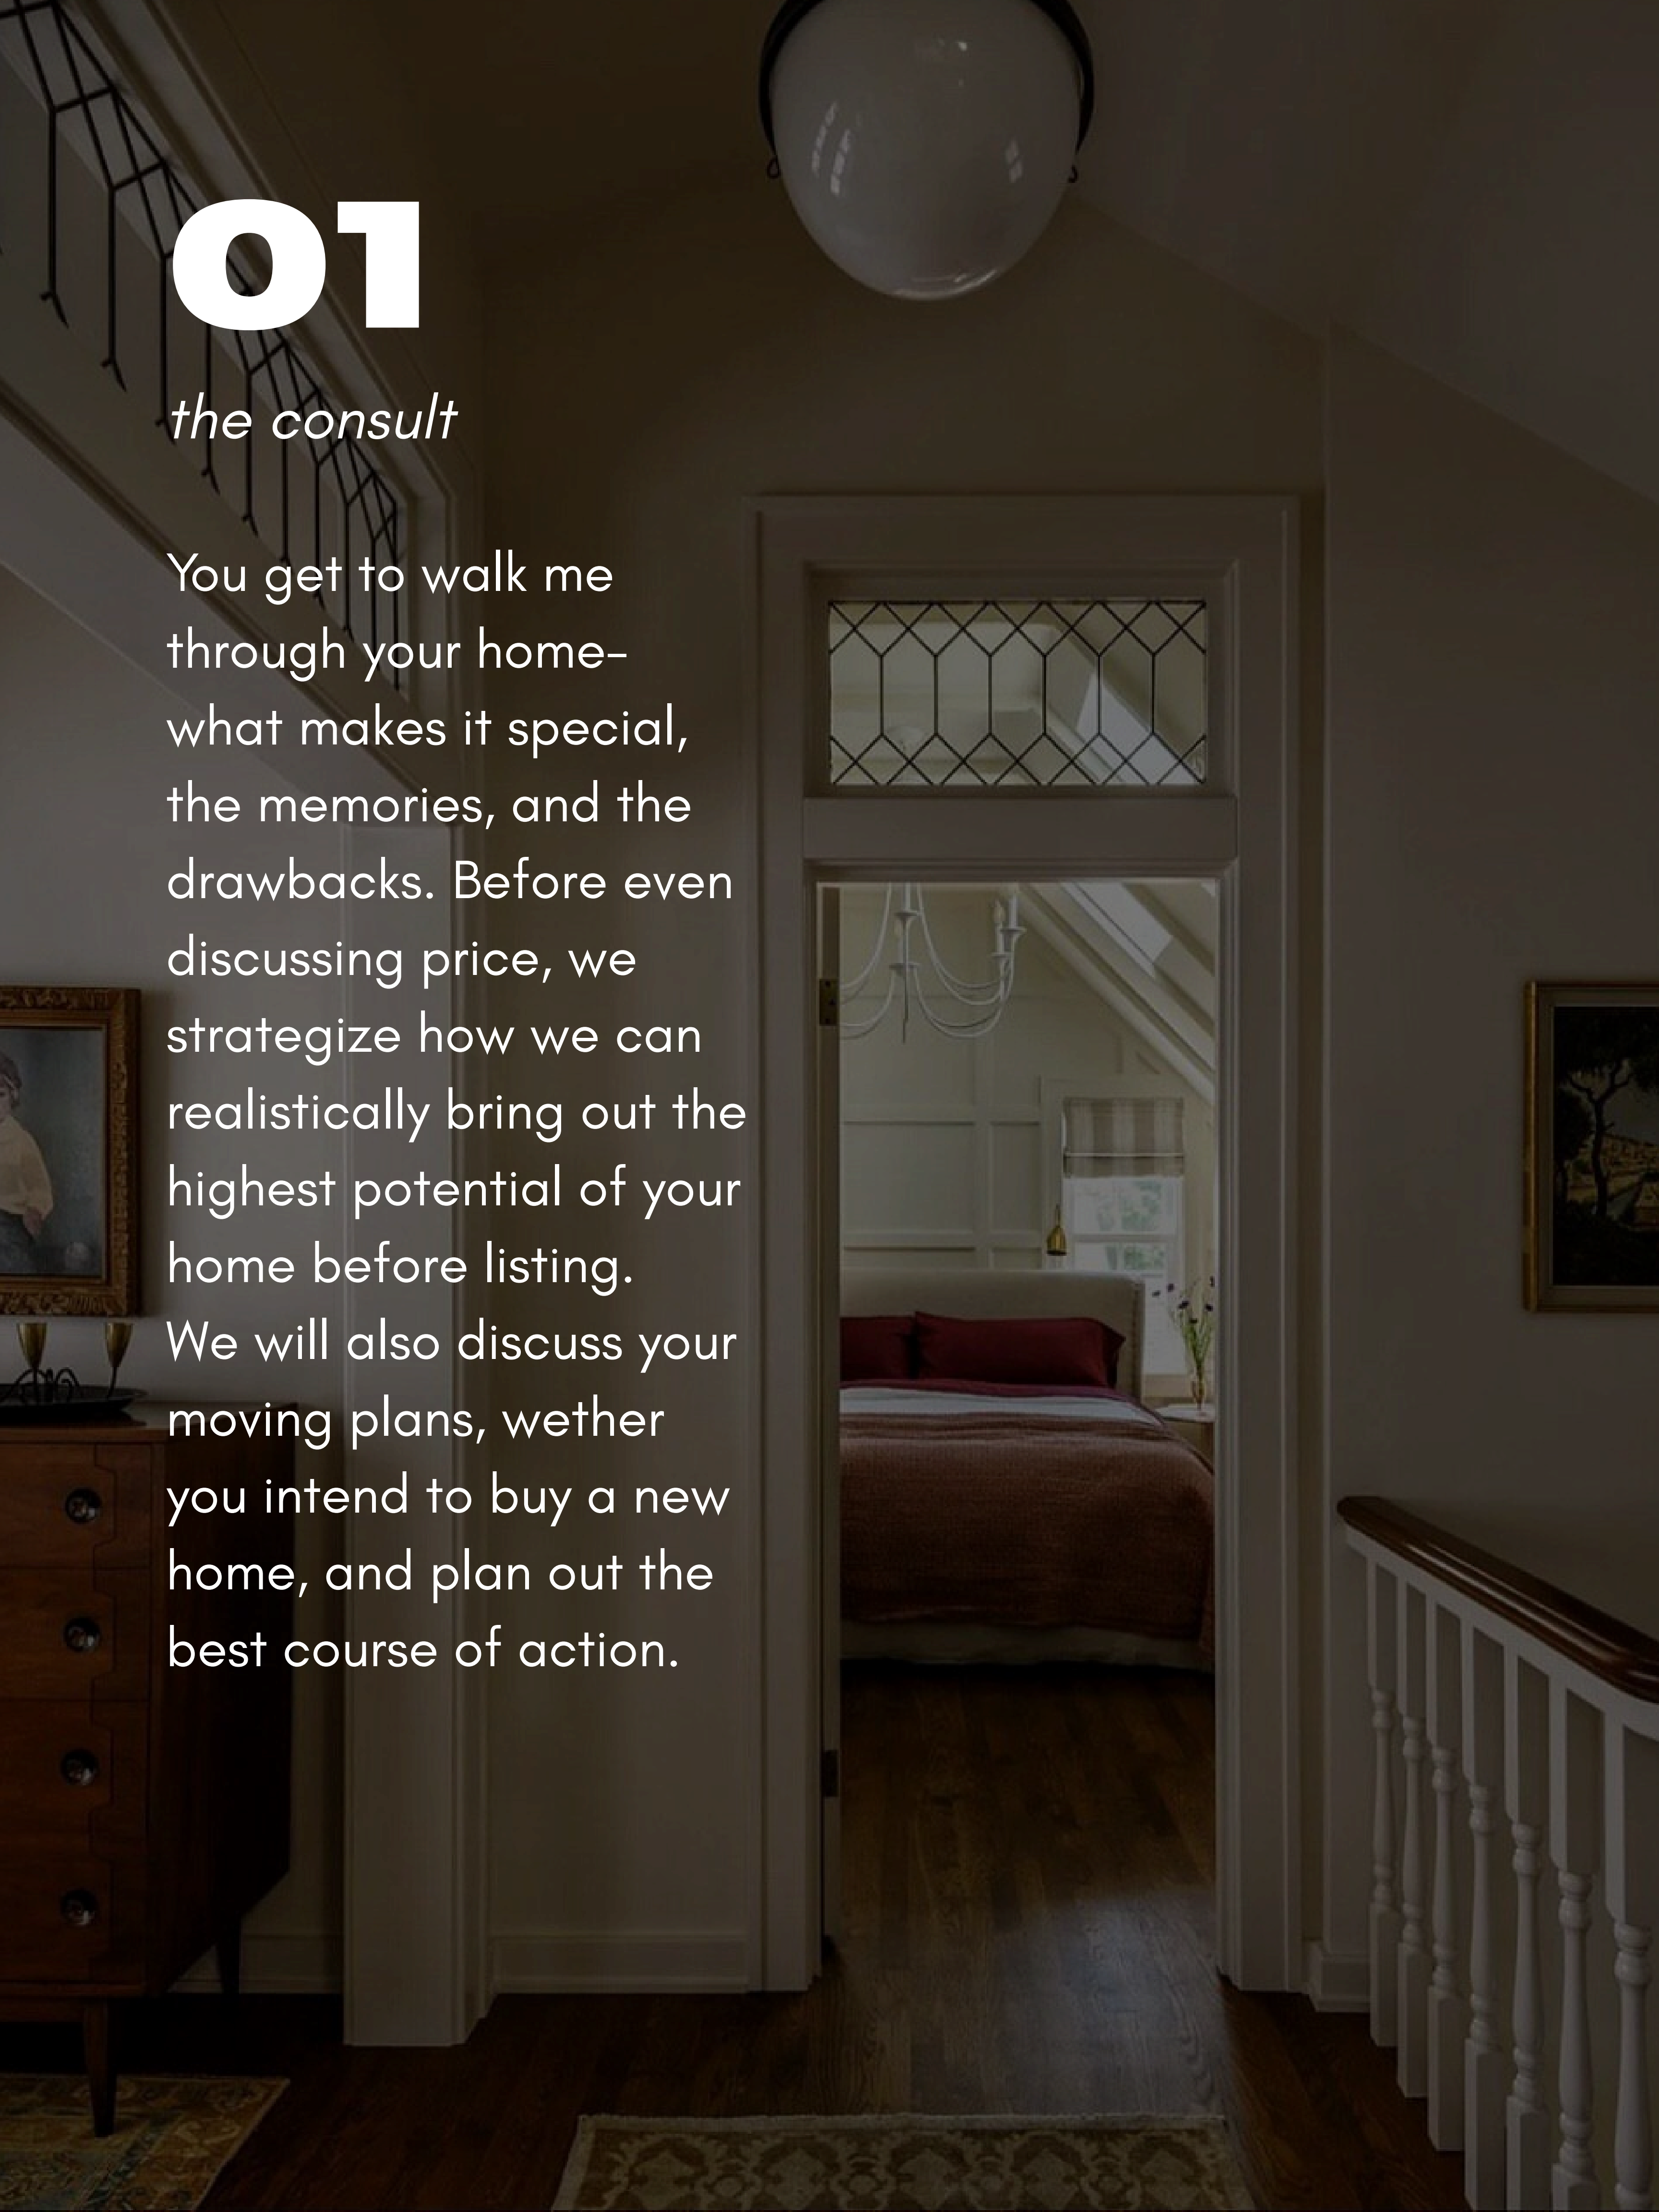 01
the consult
You get to walk me
through your home-
what makes it special,
the memories, and the
drawbacks. Before even
discussing price, we
strategize how we can
realistically bring out the
highest potential of your
home before listing.
We will also discuss your
moving plans, wether
you intend to buy a new
home, and plan out the
best course of action.